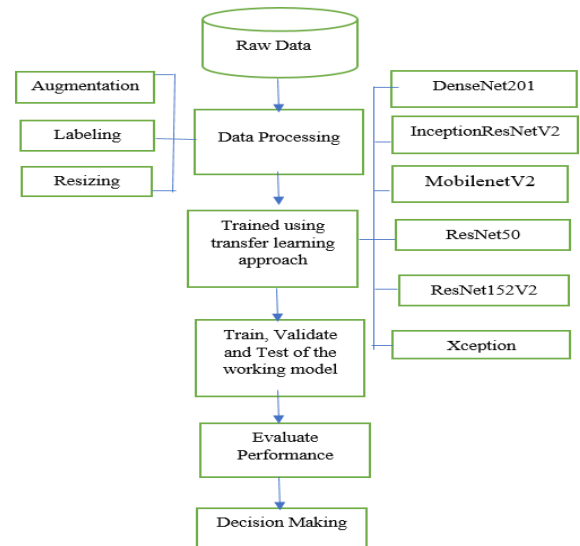 Raw Data
Augmentation
Labeling
Resizing
Data Processing
DenseNet201
InceptionResNetV2
MobilenetV2
ResNet50
ResNet152V2
Xception
Trained using
transfer learning
approach
Train, Validate
and Test of the
working model
Evaluate
Performance
Decision Making